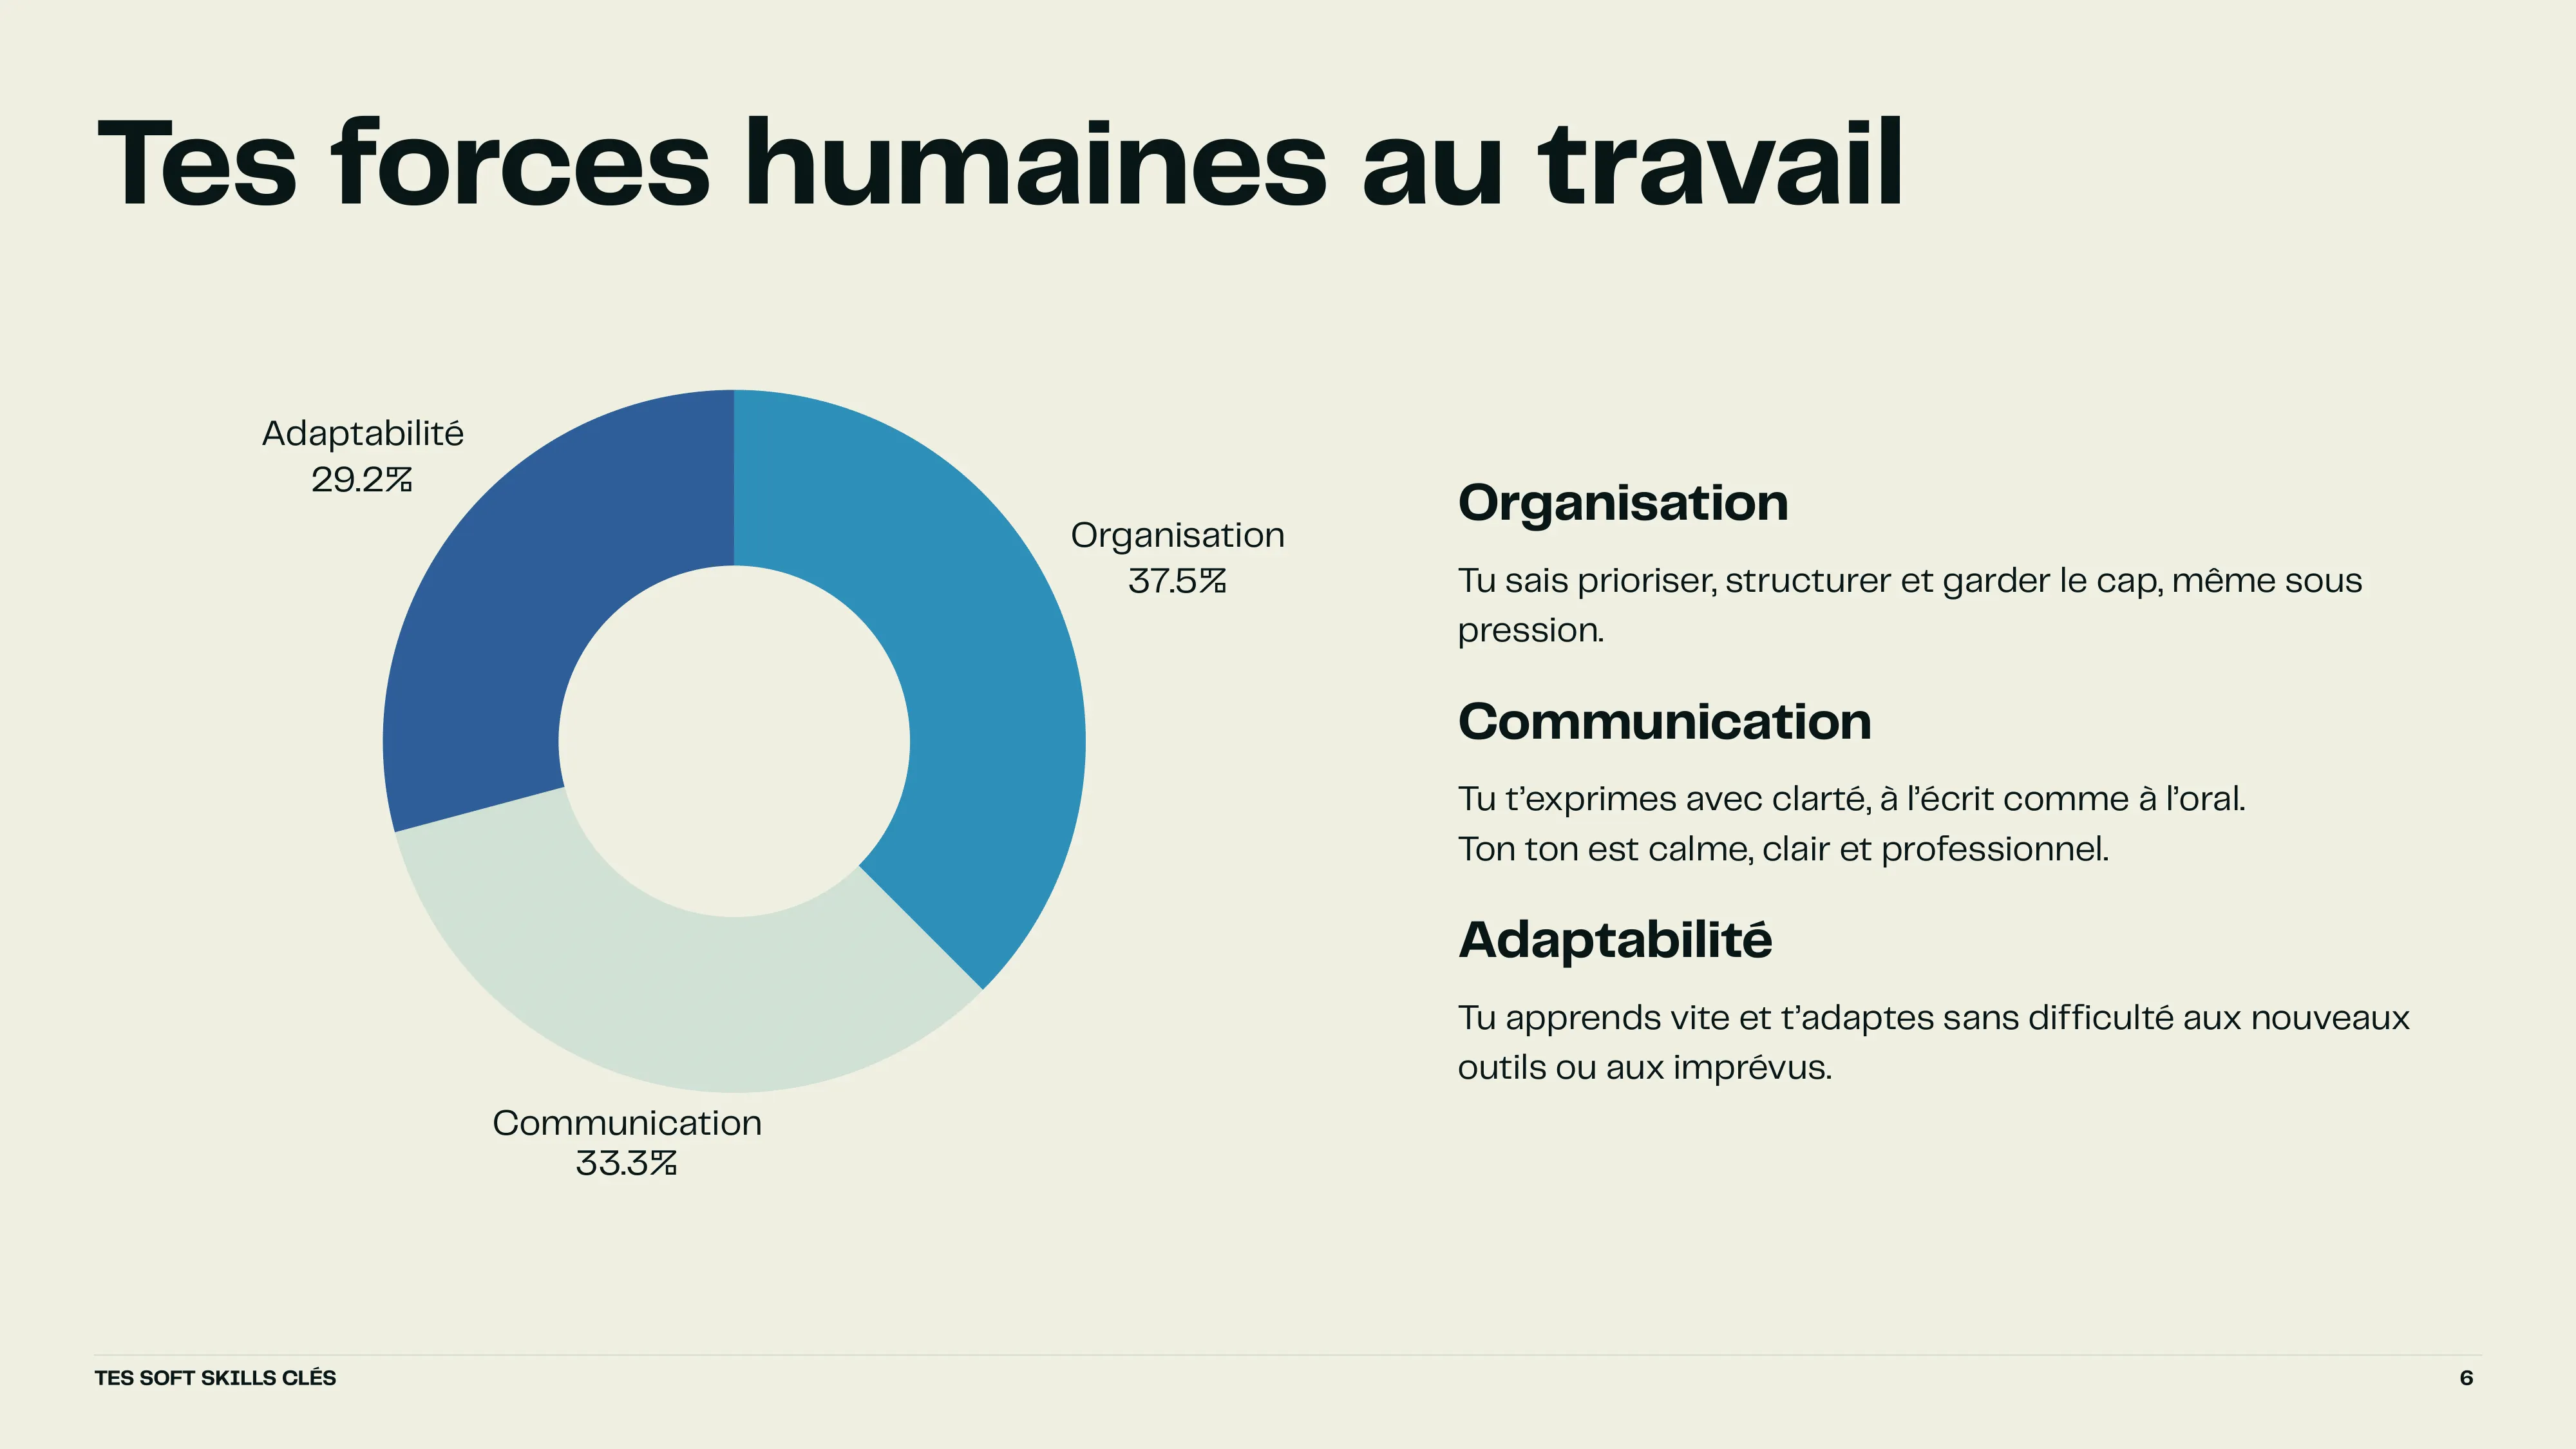 Tes forces humaines au travail
Adaptabilité
29.2%
Organisation
37.5%
Communication
33.3%
Organisation
Tu sais prioriser, structurer et garder le cap, même sous
pression.
Communication
Tu t’exprimes avec clarté, à l’écrit comme à l’oral.
Ton ton est calme, clair et professionnel.
Adaptabilité
Tu apprends vite et t’adaptes sans difficulté aux nouveaux
outils ou aux imprévus.
TES SOFT SKILLS CLÉS
6